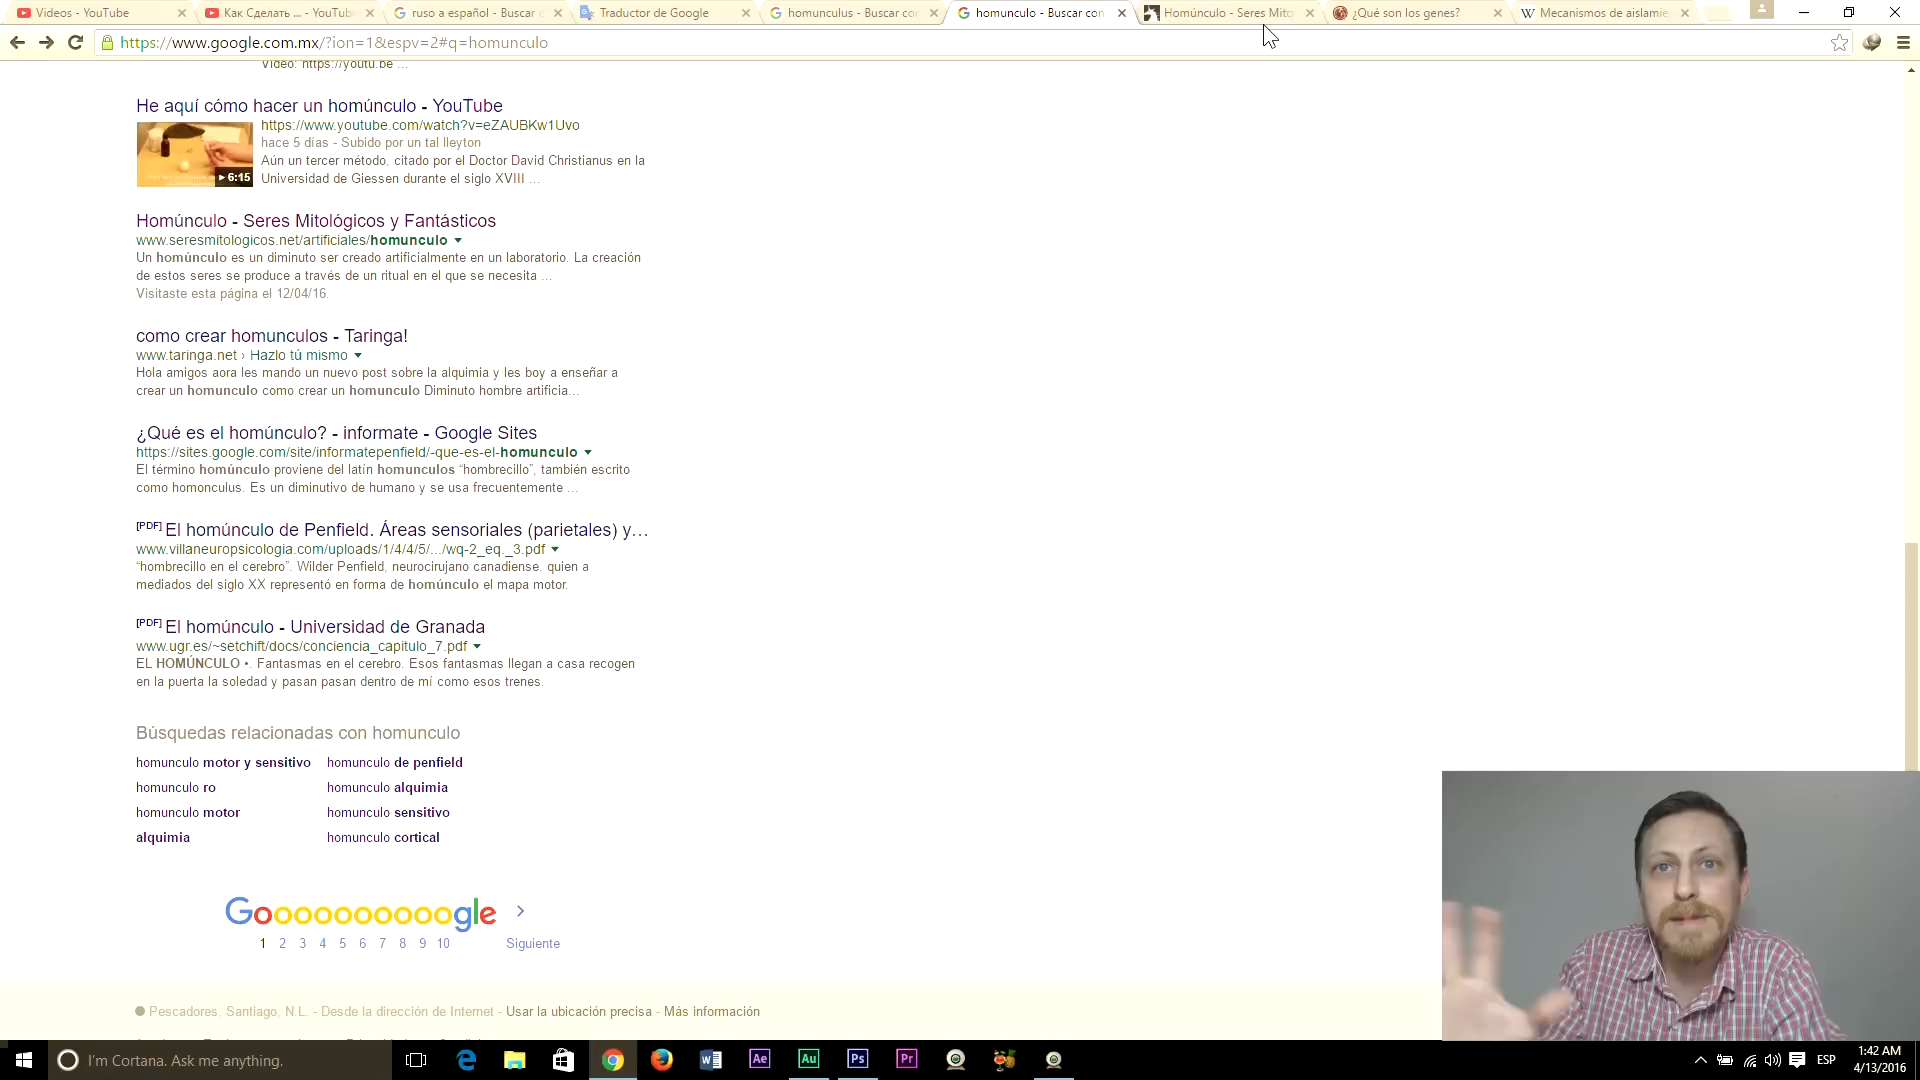 Videos - YouTube
Как Сделать ... - YouTub
ruso a español - Buscar
Traductor de Google
homunculus - Buscar co
homunculo - Buscar con
Homúnculo - Seres Mito
¿Qué son los genes?
Mecanismos de aislamie
https://www.google.com.mx/?ion=1&espv=2#q=homunculo
Video: https://youtu.be ...
He aquí cómo hacer un homúnculo - YouTube
https://www.youtube.com/watch?v=eZAUBKw1Uvo
hace 5 días - Subido por un tal lleyton
Aún un tercer método, citado por el Doctor David Christianus en la
Universidad de Giessen durante el siglo XVIII ...
6:15
Homúnculo - Seres Mitológicos y Fantásticos
www.seresmitologicos.net/artificiales/homunculo
Un homúnculo es un diminuto ser creado artificialmente en un laboratorio. La creación
de estos seres se produce a través de un ritual en el que se necesita ...
Visitaste esta página el 12/04/16.
como crear homunculos - Taringa!
www.taringa.net › Hazlo tú mismo
Hola amigos aora les mando un nuevo post sobre la alquimia y les boy a enseñar a
crear un homunculo como crear un homunculo Diminuto hombre artificia...
¿Qué es el homúnculo? - informate - Google Sites
https://sites.google.com/site/informatepenfield/-que-es-el-homunculo
El término homúnculo proviene del latín homunculos “hombrecillo”, también escrito
como homonculus. Es un diminutivo de humano y se usa frecuentemente ...
[PDF] El homúnculo de Penfield. Áreas sensoriales (parietales) y...
www.villaneuropsicologia.com/uploads/1/4/4/5/.../wq-2_eq._3.pdf
“hombrecillo en el cerebro”. Wilder Penfield, neurocirujano canadiense. quien a
mediados del siglo XX representó en forma de homúnculo el mapa motor.
[PDF] El homúnculo - Universidad de Granada
www.ugr.es/~setchift/docs/conciencia_capitulo_7.pdf
EL HOMÚNCULO •. Fantasmas en el cerebro. Esos fantasmas llegan a casa recogen
en la puerta la soledad y pasan pasan dentro de mí como esos trenes.
Búsquedas relacionadas con homunculo
homunculo motor y sensitivo homunculo de penfield
homunculo ro homunculo alquimia
homunculo motor homunculo sensitivo
alquimia homunculo cortical
Goooooooooogle
1 2 3 4 5 6 7 8 9 10 Siguiente
Pescadores, Santiago, N.L. - Desde la dirección de Internet - Usar la ubicación precisa - Más información
I'm Cortana. Ask me anything.
Ae
Au
Ps
Pr
ESP
1:42 AM
4/13/2016